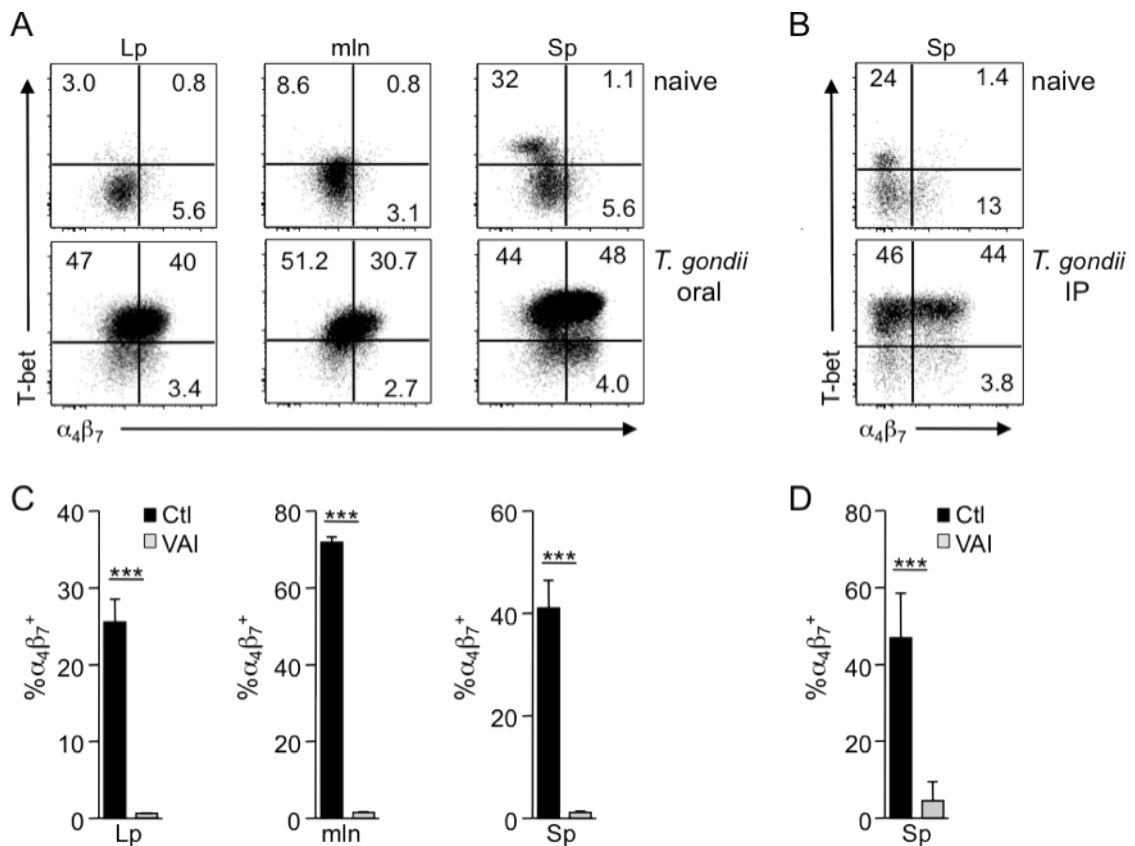 A
B
Lp
mln
Sp
Sp
3.0
0.8
5.6
8.6
0.8
3.1
32
1.1
5.6
naive
24
1.4
13
naive
47
40
3.4
51.2
30.7
2.7
44
48
4.0
T. gondii
oral
46
44
3.8
T. gondii
IP
T-bet
α4β7
T-bet
α4β7
C
D
%α4β7+
40
30
20
10
0
***
Ctl
VAI
Lp
%α4β7+
80
60
40
20
0
***
mln
%α4β7+
60
40
20
0
***
Sp
%α4β7+
80
60
40
20
0
***
Ctl
VAI
Sp